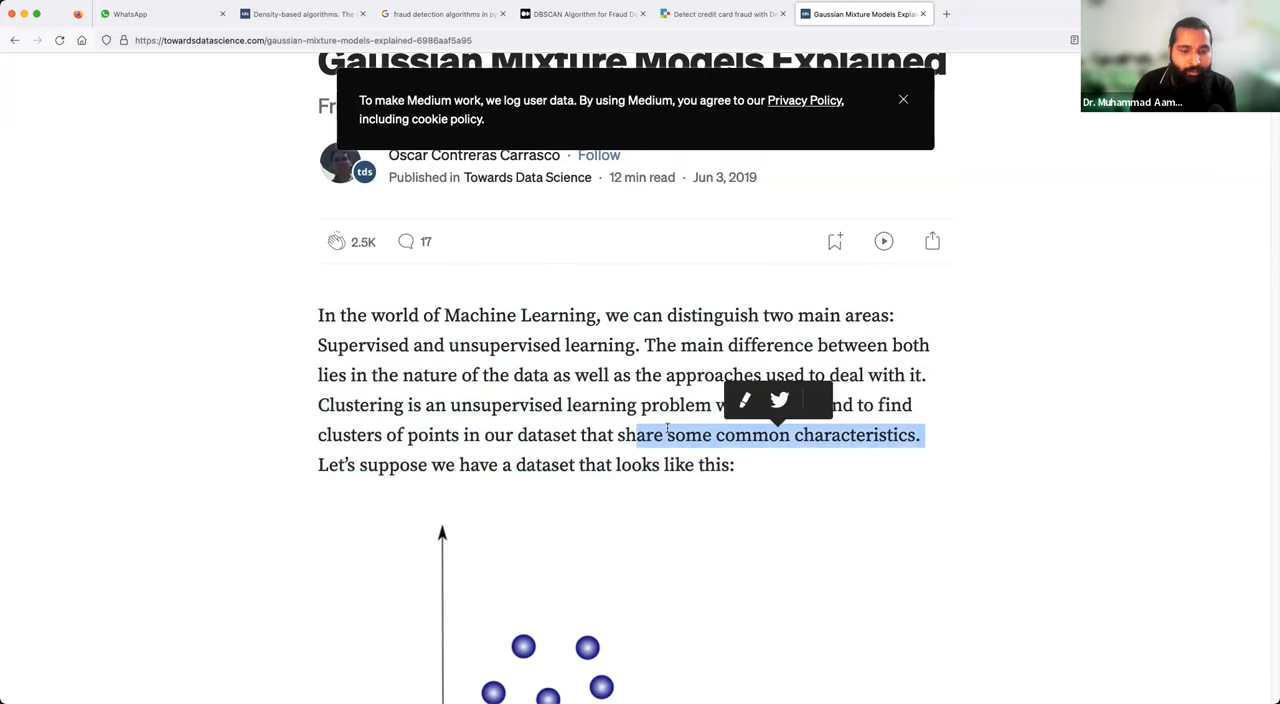 WhatsApp
Density-based algorithms. The
fraud detection algorithms in p
DBSCAN Algorithm for Fraud D
Detect credit card fraud with De
Gaussian Mixture Models Explai
https://towardsdatascience.com/gaussian-mixture-models-explained-6986aaf5a95
Gaussian Mixture Models Explained
Fr
To make Medium work, we log user data. By using Medium, you agree to our Privacy Policy,
including cookie policy.
Dr. Muhammad Aam...
Oscar Contreras Carrasco · Follow
tds
Published in Towards Data Science · 12 min read · Jun 3, 2019
2.5K
17
In the world of Machine Learning, we can distinguish two main areas:
Supervised and unsupervised learning. The main difference between both
lies in the nature of the data as well as the approaches used to deal with it.
Clustering is an unsupervised learning problem w nd to find
clusters of points in our dataset that share some common characteristics.
Let's suppose we have a dataset that looks like this: